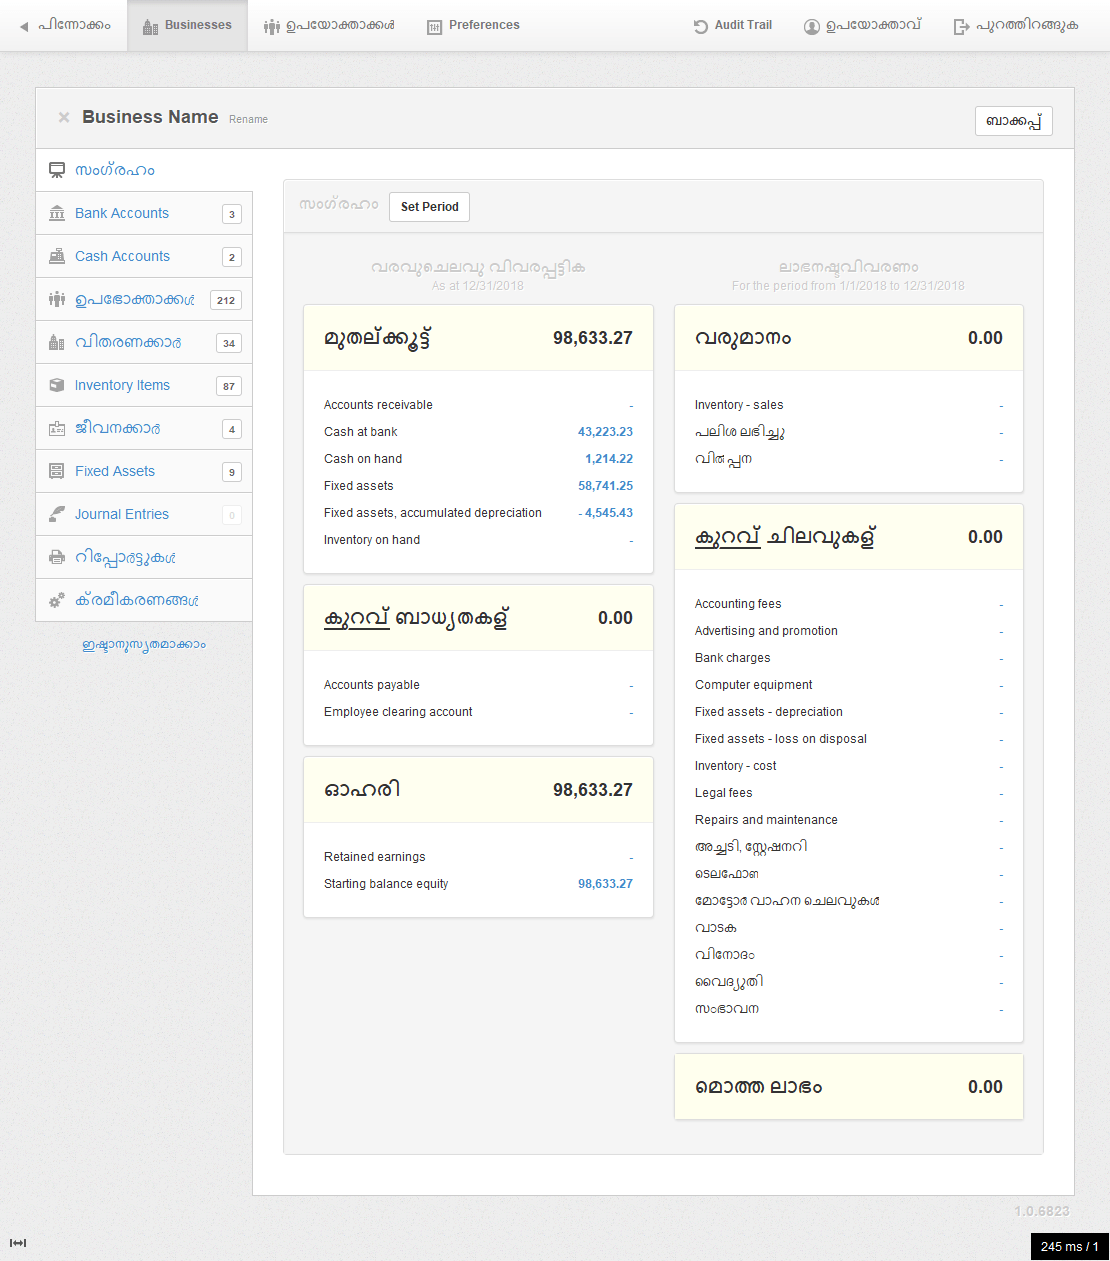 പിന്നോക്കം
Businesses
ഉപയോക്താക്കൾ
Preferences
Audit Trail
ഉപയോക്താവ്
പുറത്തിറങ്ങുക
× Business Name Rename
ബാക്കപ്പ്
സംഗ്രഹം
Bank Accounts 3
Cash Accounts 2
ഉപഭോക്താക്കൾ 212
വിതരണക്കാർ 34
Inventory Items 87
ജീവനക്കാർ 4
Fixed Assets 9
Journal Entries 0
റിപ്പോർട്ടുകൾ
ക്രമീകരണങ്ങൾ
ഇഷ്ടാനുസൃതമാക്കാം
സംഗ്രഹം Set Period
വരവുചെലവു വിവരപ്പട്ടിക
As at 12/31/2018
മുതല്ക്കൂട്ട് 98,633.27
Accounts receivable -
Cash at bank 43,223.23
Cash on hand 1,214.22
Fixed assets 58,741.25
Fixed assets, accumulated depreciation - 4,545.43
Inventory on hand -
കുറവ് ബാധ്യതകള് 0.00
Accounts payable -
Employee clearing account -
ഓഹരി 98,633.27
Retained earnings -
Starting balance equity 98,633.27
ലാഭനഷ്ടവിവരണം
For the period from 1/1/2018 to 12/31/2018
വരുമാനം 0.00
Inventory - sales -
പലിശ ലഭിച്ചു -
വിൽപ്പന -
കുറവ് ചിലവുകള് 0.00
Accounting fees -
Advertising and promotion -
Bank charges -
Computer equipment -
Fixed assets - depreciation -
Fixed assets - loss on disposal -
Inventory - cost -
Legal fees -
Repairs and maintenance -
അച്ചടി, സ്റ്റേഷനറി -
ടെലഫോൺ -
മോട്ടോർ വാഹന ചെലവുകൾ -
വാടക -
വിനോദം -
വൈദ്യുതി -
സംഭാവന -
മൊത്ത ലാഭം 0.00
1.0.6823
245 ms / 1